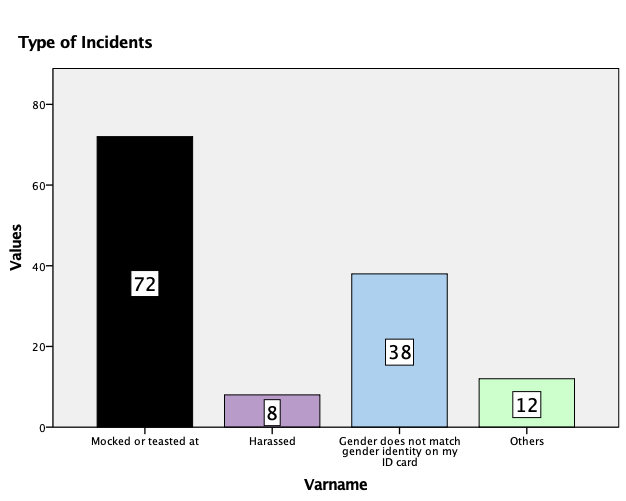 Type of Incidents
80
60
40
20
0
Values
72
8
38
12
Mocked or teasted at
Harassed
Gender does not match
gender identity on my
ID card
Others
Varname